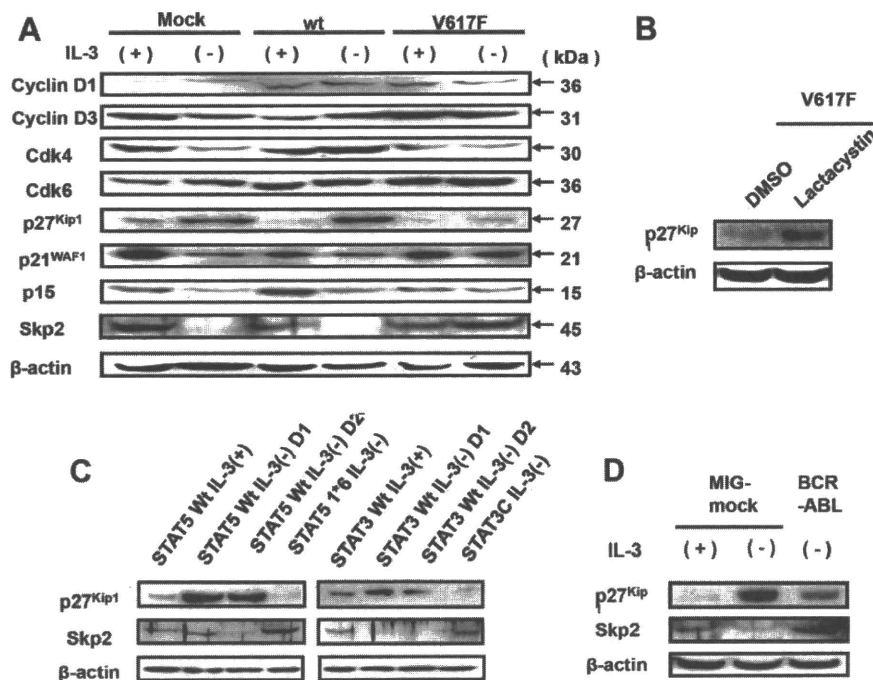 A
Mock wt V617F
IL-3 (+) (-) (+) (-) (+) (-) (kDa)
Cyclin D1 36
Cyclin D3 31
Cdk4 30
Cdk6 36
p27Kip1 27
p21WAF1 21
p15 15
Skp2 45
β-actin 43
B
V617F
DMSO Lactacystin
p27Kip
β-actin
C
STAT5 Wt IL-3(+)
STAT5 Wt IL-3(-) D1
STAT5 Wt IL-3(-) D2
STAT5 1*6 IL-3(-)
STAT3 Wt IL-3(+)
STAT3 Wt IL-3(-) D1
STAT3 Wt IL-3(-) D2
STAT3C IL-3(-)
p27Kip1
Skp2
β-actin
D
MIG-
mock
BCR
-ABL
IL-3 (+) (-) (-)
p27Kip
Skp2
β-actin